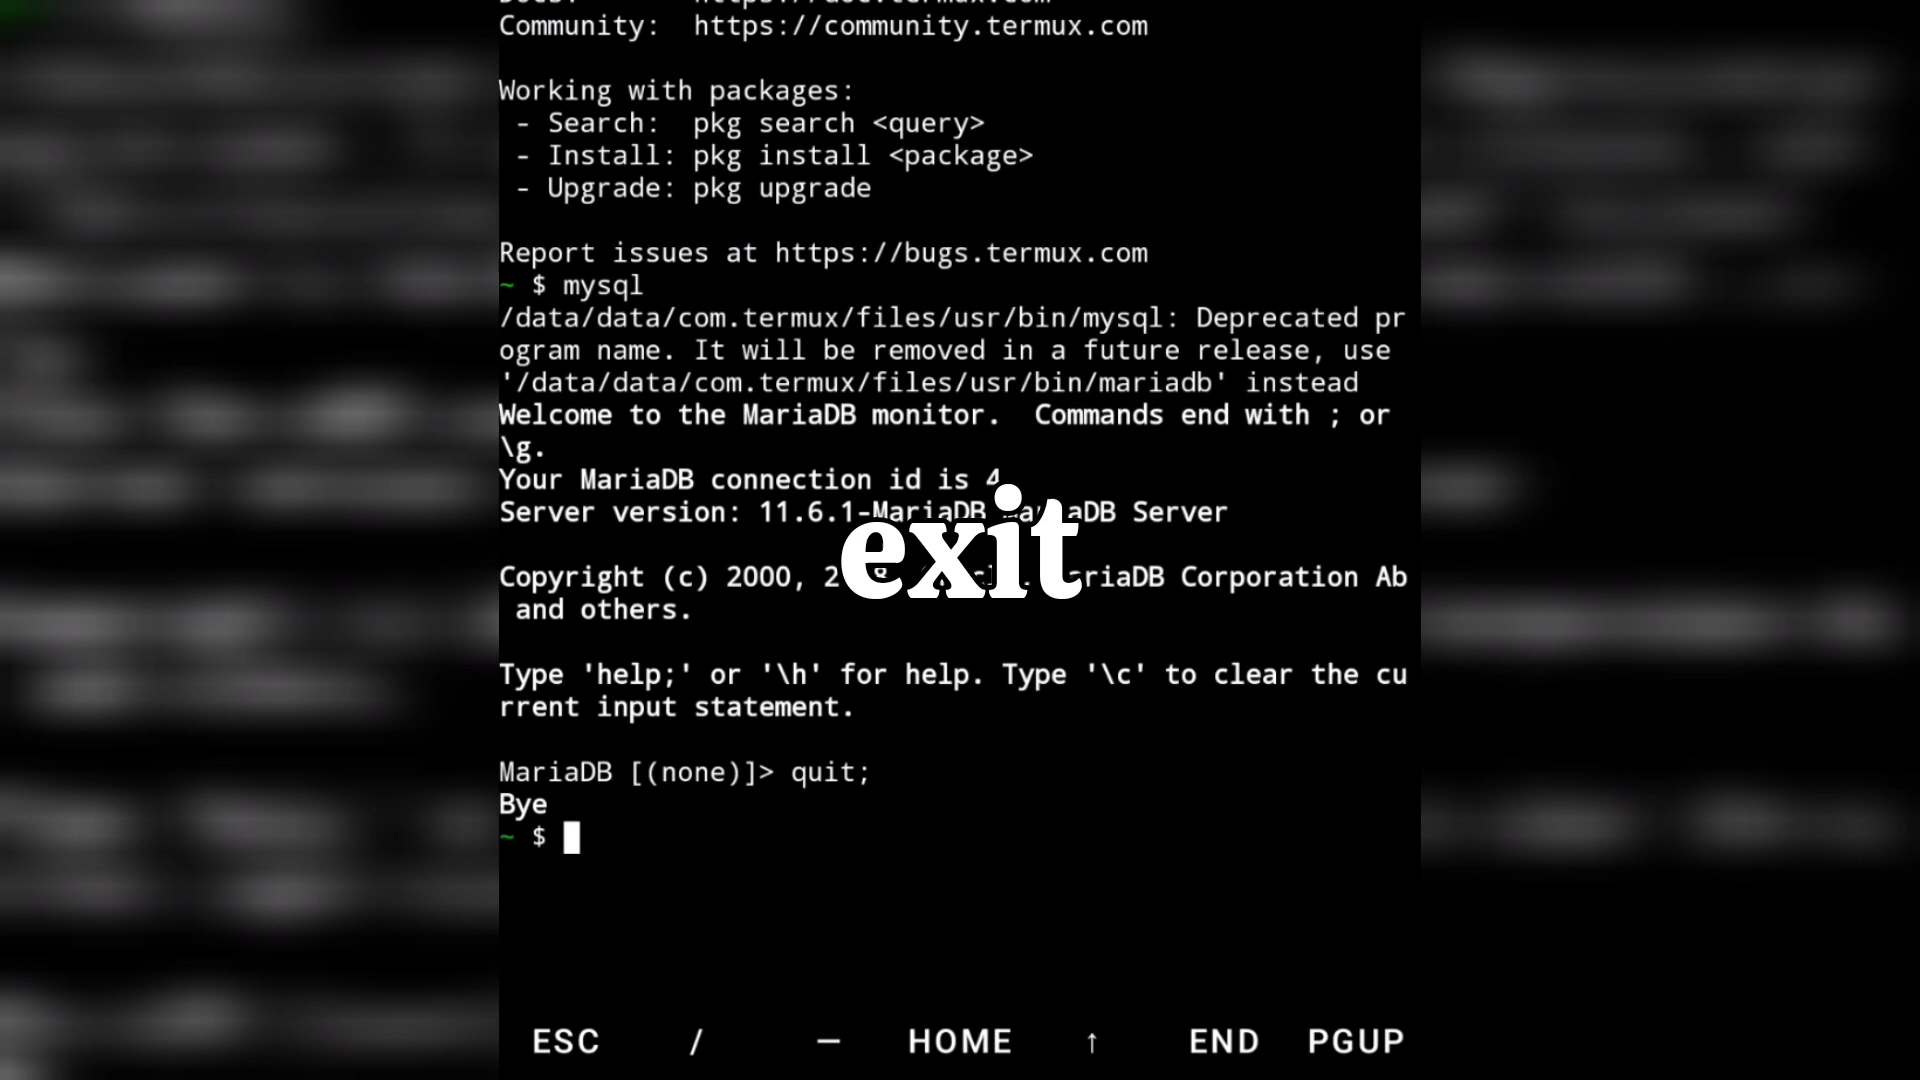 Community:  https://community.termux.com
Working with packages:
 - Search:  pkg search <query>
 - Install: pkg install <package>
 - Upgrade: pkg upgrade
Report issues at https://bugs.termux.com
~ $ mysql
/data/data/com.termux/files/usr/bin/mysql: Deprecated pr
ogram name. It will be removed in a future release, use
'/data/data/com.termux/files/usr/bin/mariadb' instead
Welcome to the MariaDB monitor.  Commands end with ; or
\g.
Your MariaDB connection id is 4
Server version: 11.6.1-MariaDB MariaDB Server
exit
Copyright (c) 2000, MariaDB Corporation Ab
 and others.
Type 'help;' or '\h' for help. Type '\c' to clear the cu
rrent input statement.
MariaDB [(none)]> quit;
Bye
~ $
ESC / — HOME ↑ END PGUP